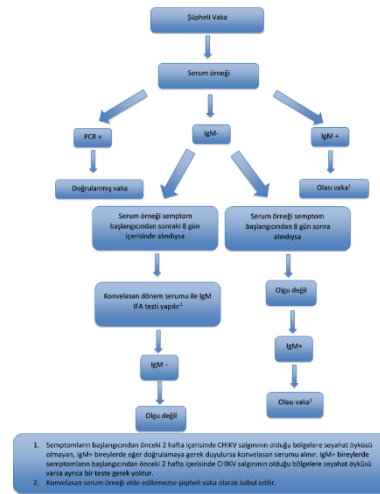 Şüpheli Vaka
Serum örneği
PCR +
IgM-
IgM +
Doğrulanmış vaka
Olası vaka¹
Serum örneği semptom
başlangıcından sonraki 8 gün
içerisinde alındıysa
Serum örneği semptom
başlangıcından 8 gün sonra
alındıysa
Konvelasan dönem serumu ile IgM
IFA testi yapılır²
Olgu değil
IgM -
IgM+
Olgu değil
Olası vaka²
1. Semptomların başlangıcından önceki 2 hafta içerisinde CHIKV salgınının olduğu bölgelere seyahat öyküsü
olmayan, IgM+ bireylerde eğer doğrulamaya gerek duyulursa konvelasan serumu alınır. IgM+ bireylerde
semptomların başlangıcından önceki 2 hafta içerisinde CHIKV salgınının olduğu bölgelere seyahat öyküsü
varsa ayrıca bir teste gerek yoktur.
2. Konvelasan serum örneği elde edilemezse şüpheli vaka olarak kabul edilir.